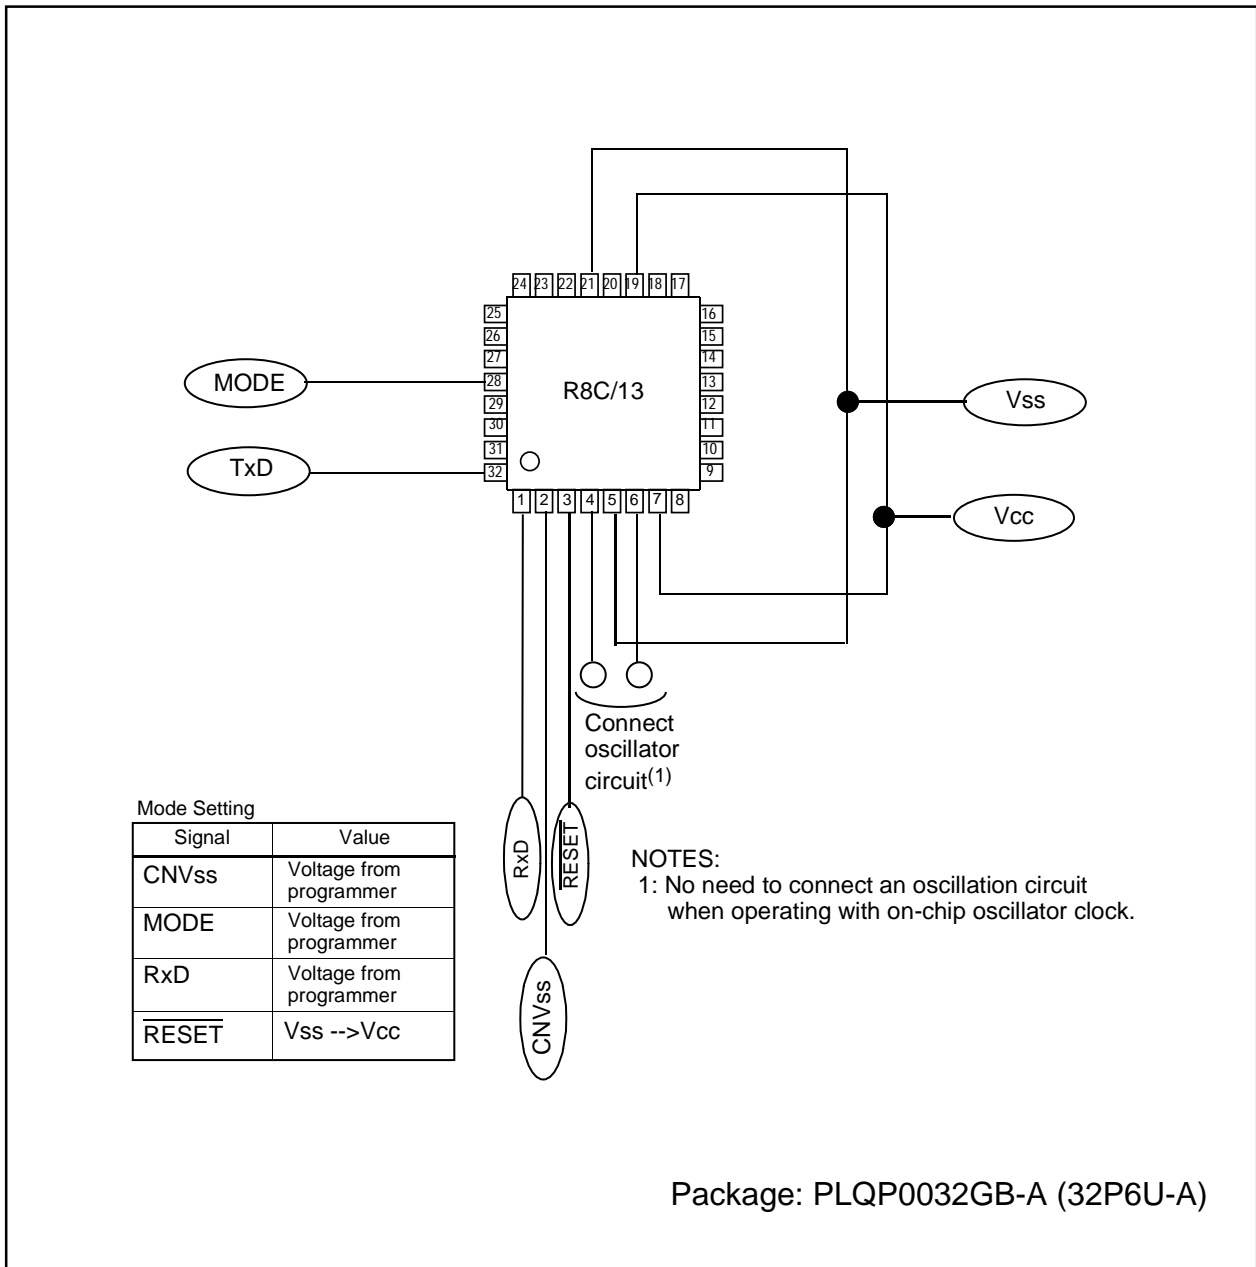 24 23 22 21 20 19 18 17
25
26
27
28
29
30
31
32
16
15
14
13
12
11
10
9
R8C/13
1 2 3 4 5 6 7 8
MODE
TxD
Vss
Vcc
Connect
oscillator
circuit(1)
RxD
RESET
CNVss
Mode Setting
Signal Value
CNVss Voltage from
programmer
MODE Voltage from
programmer
RxD Voltage from
programmer
RESET Vss -->Vcc
NOTES:
1: No need to connect an oscillation circuit
when operating with on-chip oscillator clock.
Package: PLQP0032GB-A (32P6U-A)